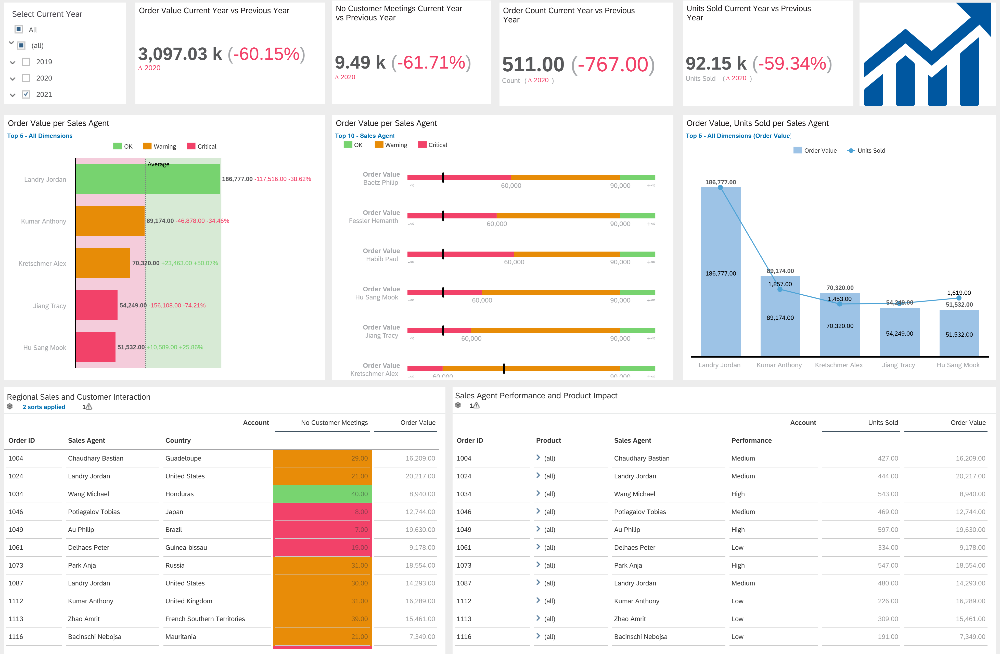 Select Current Year
All
(all)
2019
2020
2021
Order Value Current Year vs Previous Year
3,097.03 k (-60.15%)
Δ 2020
No Customer Meetings Current Year
vs Previous Year
9.49 k (-61.71%)
Δ 2020
Order Count Current Year vs Previous
Year
511.00 (-767.00)
Count (Δ 2020 )
Units Sold Current Year vs Previous
Year
92.15 k (-59.34%)
Units Sold (Δ 2020 )
Order Value per Sales Agent
Top 5 - All Dimensions
OK Warning Critical
Average
Landry Jordan 186,777.00 -117,516.00 -38.62%
Kumar Anthony 89,174.00 -46,878.00 -34.46%
Kretschmer Alex 70,320.00 +23,463.00 +50.07%
Jiang Tracy 54,249.00 -156,108.00 -74.21%
Hu Sang Mook 51,532.00 +10,589.00 +25.86%
Order Value per Sales Agent
Top 10 - Sales Agent
OK Warning Critical
Order Value
Baetz Philip
-∞ 60,000 90,000 +∞
Order Value
Fessler Hemanth
-∞ 60,000 90,000 +∞
Order Value
Habib Paul
-∞ 60,000 90,000 +∞
Order Value
Hu Sang Mook
-∞ 60,000 90,000 +∞
Order Value
Jiang Tracy
-∞ 60,000 90,000 +∞
Order Value
Kretschmer Alex
-∞ 60,000 90,000 +∞
Order Value, Units Sold per Sales Agent
Top 5 - All Dimensions (Order Value)
Order Value Units Sold
186,777.00
186,777.00
89,174.00
1,857.00
89,174.00
70,320.00
1,453.00
70,320.00
54,249.00
54,249.00
1,619.00
51,532.00
51,532.00
Landry Jordan Kumar Anthony Kretschmer Alex Jiang Tracy Hu Sang Mook
Regional Sales and Customer Interaction
2 sorts applied 1
Account No Customer Meetings Order Value
Order ID Sales Agent Country
1004 Chaudhary Bastian Guadeloupe 29.00 16,209.00
1024 Landry Jordan United States 21.00 20,217.00
1034 Wang Michael Honduras 40.00 8,940.00
1046 Potiagalov Tobias Japan 8.00 12,744.00
1049 Au Philip Brazil 7.00 19,630.00
1061 Delhaes Peter Guinea-bissau 19.00 9,178.00
1073 Park Anja Russia 31.00 18,554.00
1087 Landry Jordan United States 30.00 14,293.00
1112 Kumar Anthony United Kingdom 31.00 16,289.00
1113 Zhao Amrit French Southern Territories 39.00 15,461.00
1116 Bacinschi Nebojsa Mauritania 21.00 7,349.00
Sales Agent Performance and Product Impact
1
Account Units Sold Order Value
Order ID Product Sales Agent Performance
1004 (all) Chaudhary Bastian Medium 427.00 16,209.00
1024 (all) Landry Jordan Medium 444.00 20,217.00
1034 (all) Wang Michael High 543.00 8,940.00
1046 (all) Potiagalov Tobias Medium 469.00 12,744.00
1049 (all) Au Philip High 597.00 19,630.00
1061 (all) Delhaes Peter Low 334.00 9,178.00
1073 (all) Park Anja High 547.00 18,554.00
1087 (all) Landry Jordan Medium 480.00 14,293.00
1112 (all) Kumar Anthony Low 226.00 16,289.00
1113 (all) Zhao Amrit Low 309.00 15,461.00
1116 (all) Bacinschi Nebojsa Low 191.00 7,349.00